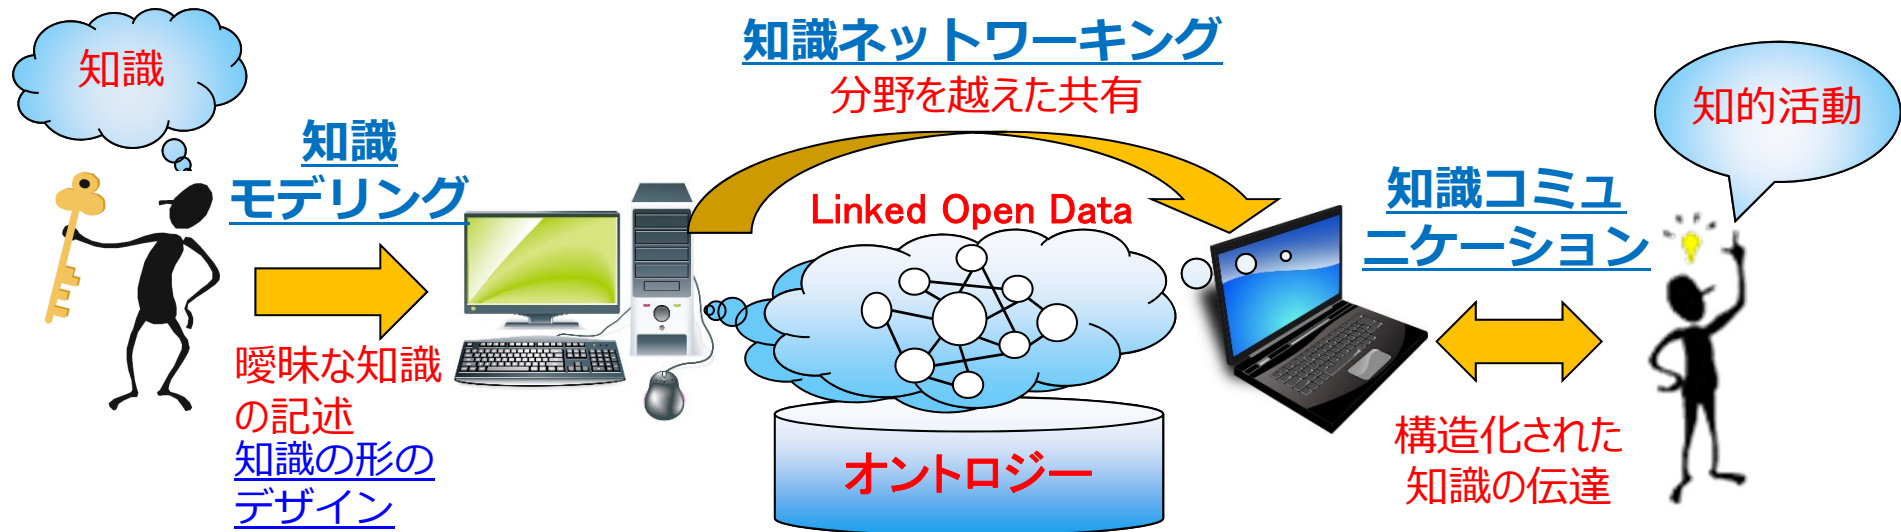 知識
知識
モデリング
曖昧な知識
の記述
知識の形の
デザイン
知識ネットワーキング
分野を越えた共有
Linked Open Data
オントロジー
知識コミュ
ニケーション
構造化された
知識の伝達
知的活動